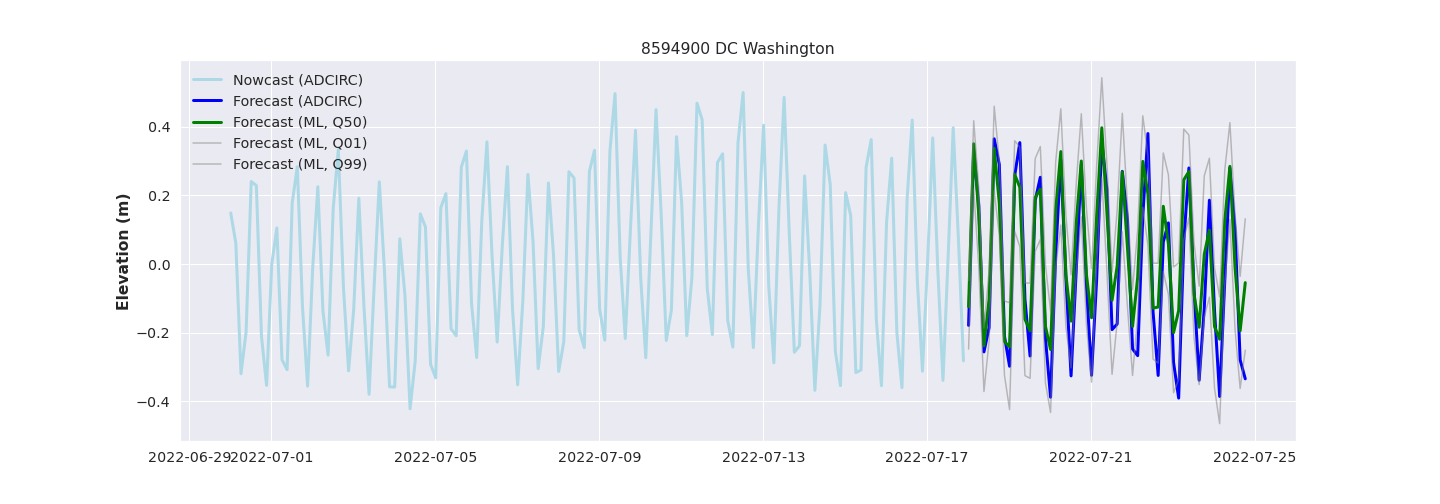 8594900 DC Washington
Nowcast (ADCIRC)
Forecast (ADCIRC)
Forecast (ML, Q50)
Forecast (ML, Q01)
Forecast (ML, Q99)
Elevation (m)
0.4
0.2
0.0
−0.2
−0.4
2022-06-29 2022-07-01 2022-07-05 2022-07-09 2022-07-13 2022-07-17 2022-07-21 2022-07-25